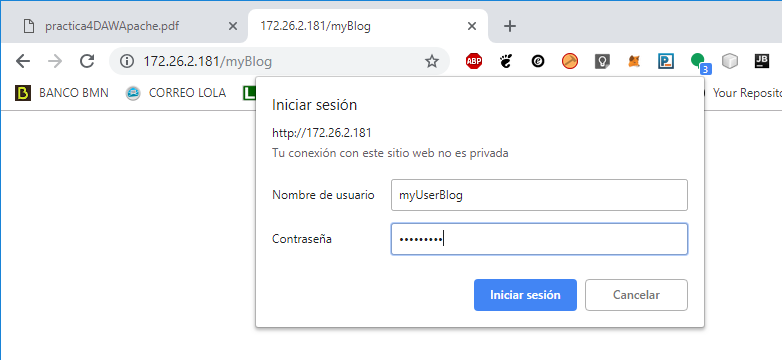 practica4DAWApache.pdf
172.26.2.181/myBlog
172.26.2.181/myBlog
ABP
3
JB
BANCO BMN
CORREO LOLA
Your Reposito
Iniciar sesión
http://172.26.2.181
Tu conexión con este sitio web no es privada
Nombre de usuario
myUserBlog
Contraseña
•••••••••
Iniciar sesión
Cancelar